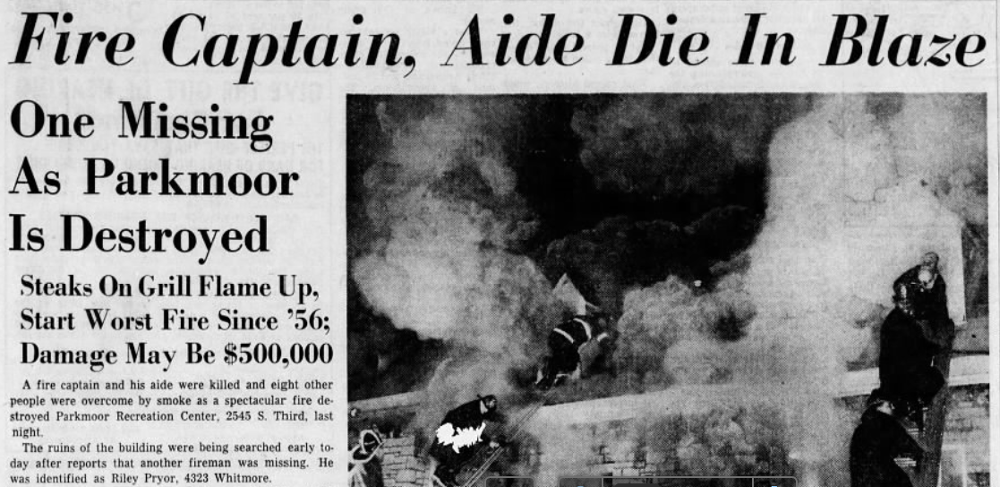 Fire Captain, Aide Die In Blaze
One Missing
As Parkmoor
Is Destroyed
Steaks On Grill Flame Up,
Start Worst Fire Since '56;
Damage May Be $500,000
A fire captain and his aide were killed and eight other
people were overcome by smoke as a spectacular fire de-
stroyed Parkmoor Recreation Center, 2545 S. Third, last
night.
The ruins of the building were being searched early to-
day after reports that another fireman was missing. He
was identified as Riley Pryor, 4323 Whitmore.